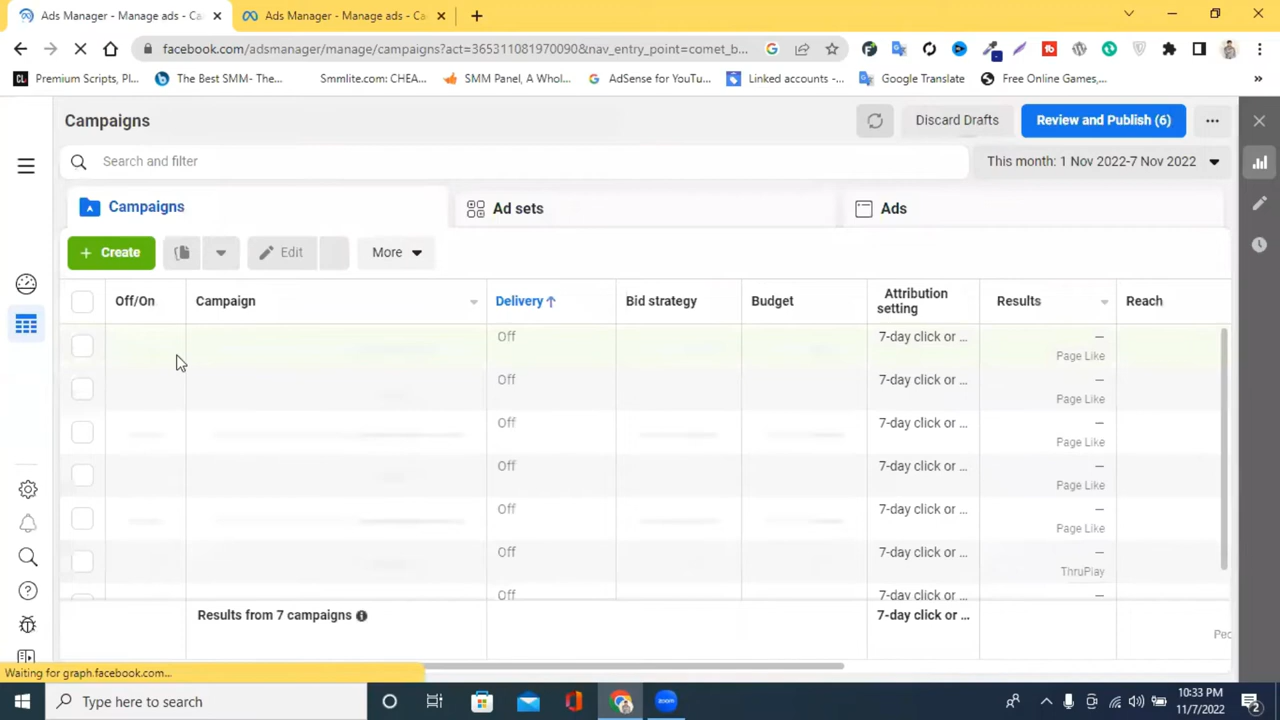 Ads Manager - Manage ads - Ca
Ads Manager - Manage ads - Ca
facebook.com/adsmanager/manage/campaigns?act=365311081970090&nav_entry_point=comet_b...
Premium Scripts, Pl...
The Best SMM- The...
Smmlite.com: CHEA...
SMM Panel, A Whol...
AdSense for YouTu...
Linked accounts -...
Google Translate
Free Online Games,...
»
Campaigns
Discard Drafts
Review and Publish (6)
Search and filter
This month: 1 Nov 2022-7 Nov 2022
Campaigns
Ad sets
Ads
+ Create
Edit
More
Off/On
Campaign
Delivery ↑
Bid strategy
Budget
Attribution
setting
Results
Reach
Off
7-day click or ...
—
Page Like
Off
7-day click or ...
—
Page Like
Off
7-day click or ...
—
Page Like
Off
7-day click or ...
—
Page Like
Off
7-day click or ...
—
Page Like
Off
7-day click or ...
—
ThruPlay
Off
7-day click or ...
—
Results from 7 campaigns
7-day click or ...
Pec
Waiting for graph.facebook.com...
Type here to search
zoom
10:33 PM
11/7/2022
2